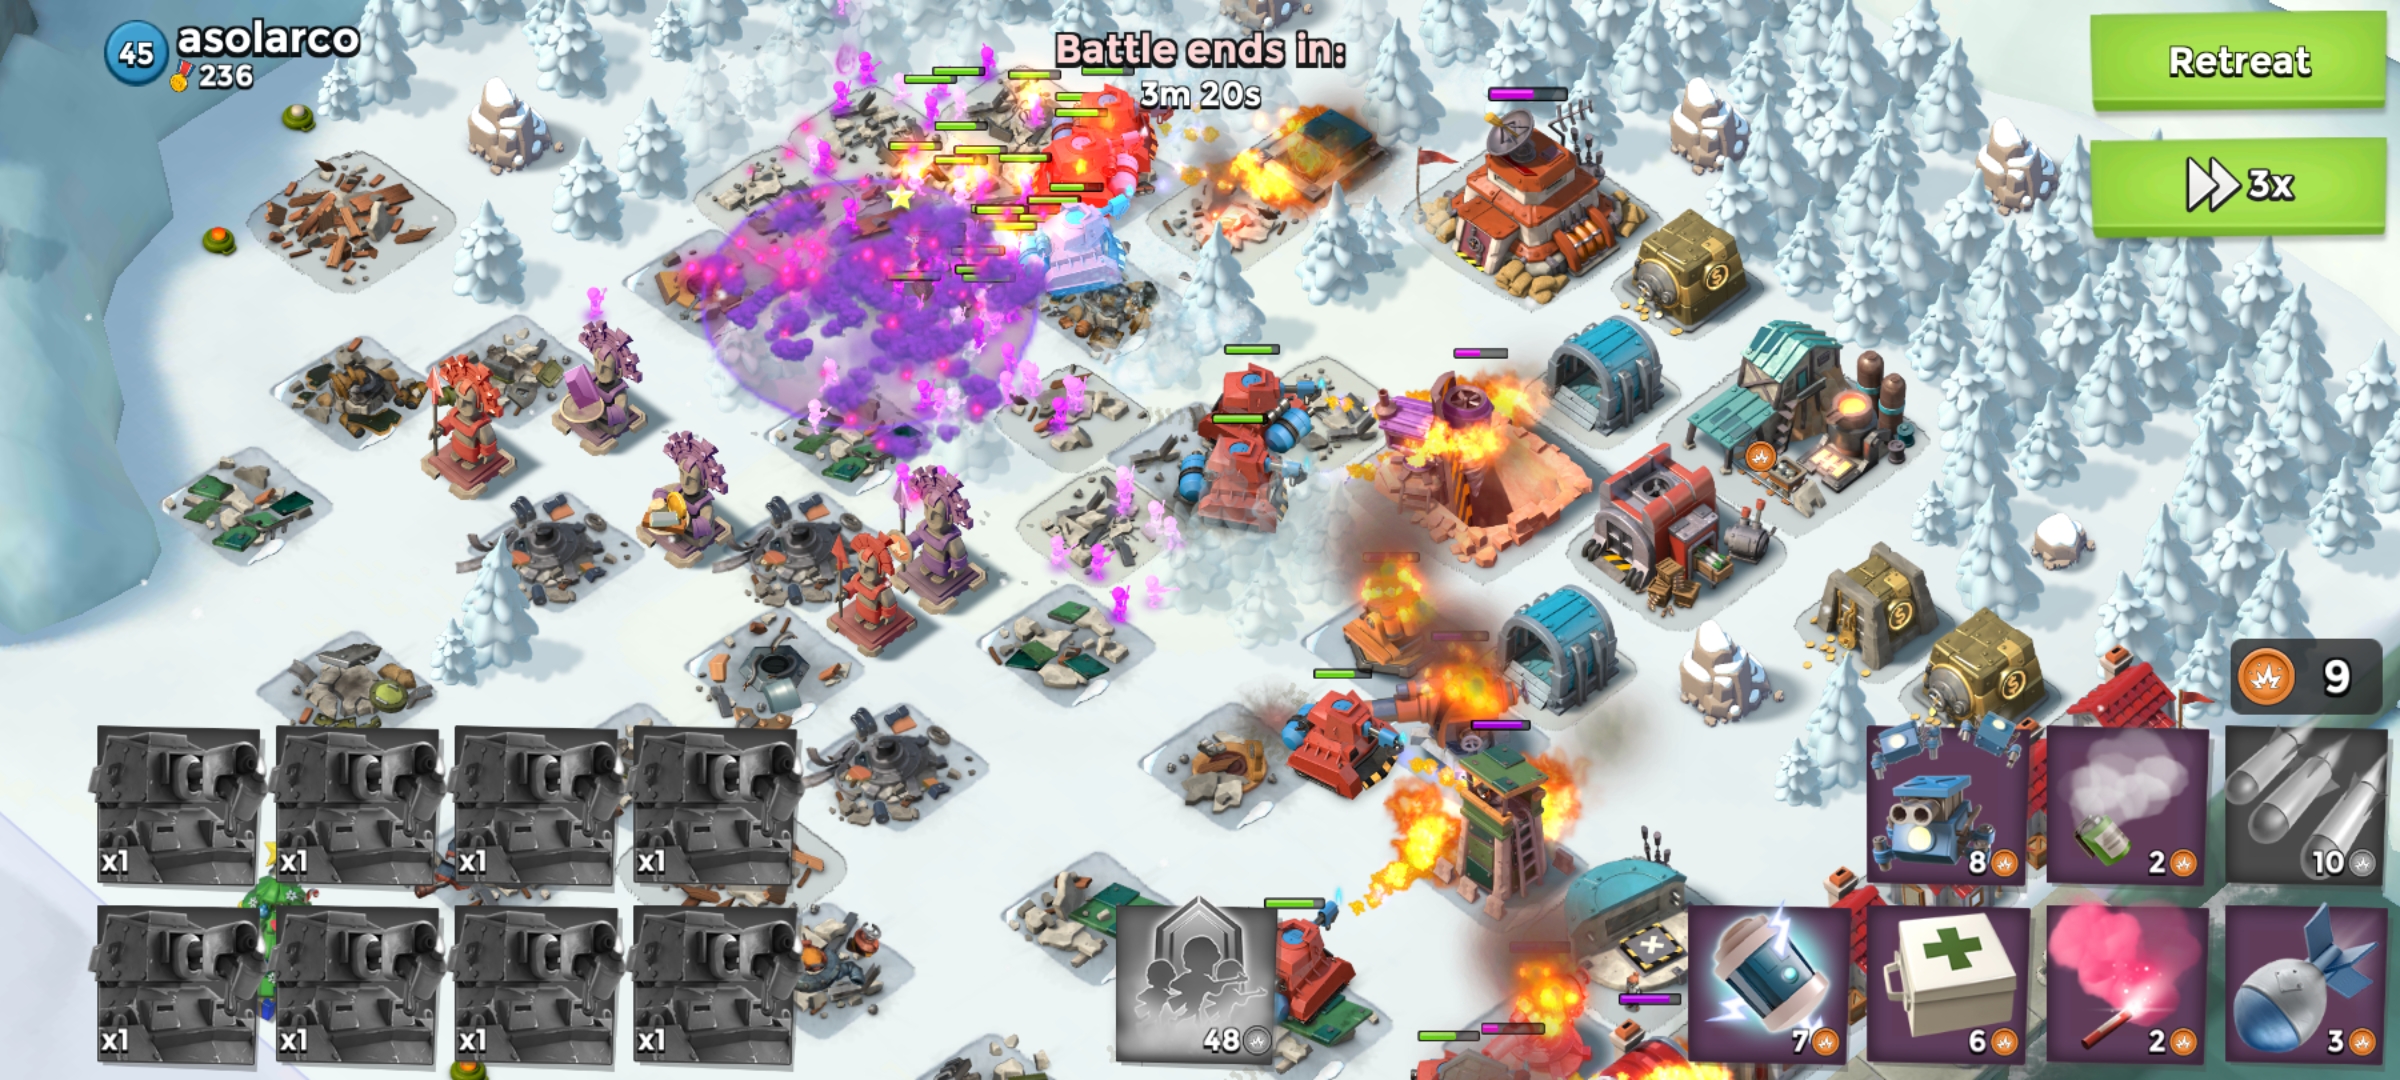 45 asolarco
236
Battle ends in:
3m 20s
Retreat
3x
9
x1 x1 x1 x1
8 2 10
x1 x1 x1 x1
48 7 6 2 3